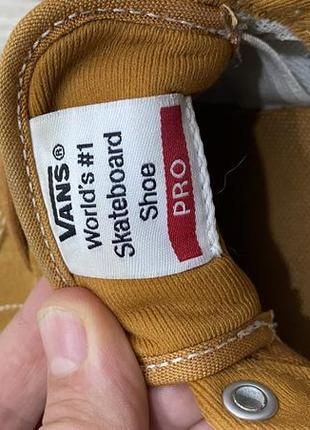 VANS®
World's #1
Skateboard
Shoe
PRO